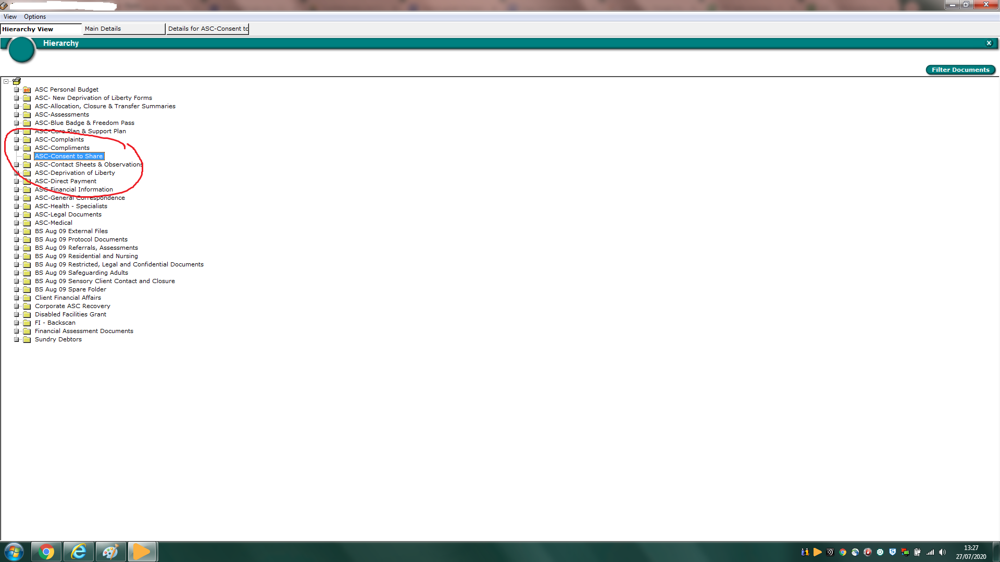 View Options
Hierarchy View Main Details Details for ASC-Consent to
Hierarchy
Filter Documents
RO ASC Personal Budget
ASC- New Deprivation of Liberty Forms
ASC-Allocation, Closure & Transfer Summaries
ASC-Assessments
ASC-Blue Badge & Freedom Pass
ASC-Care Plan & Support Plan
ASC-Complaints
ASC-Compliments
ASC-Consent to Share
ASC-Contact Sheets & Observations
ASC-Deprivation of Liberty
ASC-Direct Payment
ASC-Financial Information
ASC-General Correspondence
ASC-Health - Specialists
ASC-Legal Documents
ASC-Medical
BS Aug 09 External Files
BS Aug 09 Protocol Documents
BS Aug 09 Referrals, Assessments
BS Aug 09 Residential and Nursing
BS Aug 09 Restricted, Legal and Confidential Documents
BS Aug 09 Safeguarding Adults
BS Aug 09 Sensory Client Contact and Closure
BS Aug 09 Spare Folder
Client Financial Affairs
Corporate ASC Recovery
Disabled Facilities Grant
FI - Backscan
Financial Assessment Documents
Sundry Debtors
13:27
27/07/2020